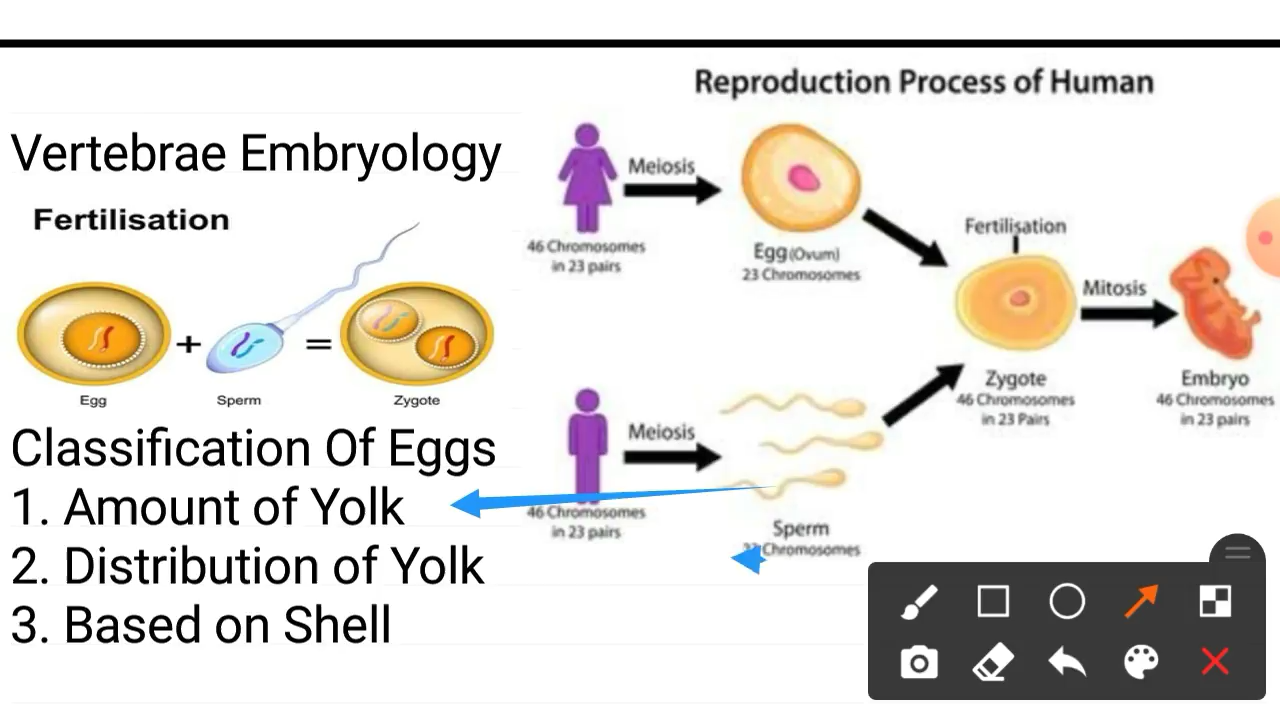 Reproduction Process of Human
Vertebrae Embryology
Fertilisation
Egg
+
Sperm
=
Zygote
Classification Of Eggs
1. Amount of Yolk
2. Distribution of Yolk
3. Based on Shell
46 Chromosomes
in 23 pairs
Meiosis
Egg (Ovum)
23 Chromosomes
46 Chromosomes
in 23 pairs
Meiosis
Sperm
Chromosomes
Fertilisation
Zygote
46 Chromosomes
in 23 Pairs
Mitosis
Embryo
46 Chromosomes
in 23 pairs